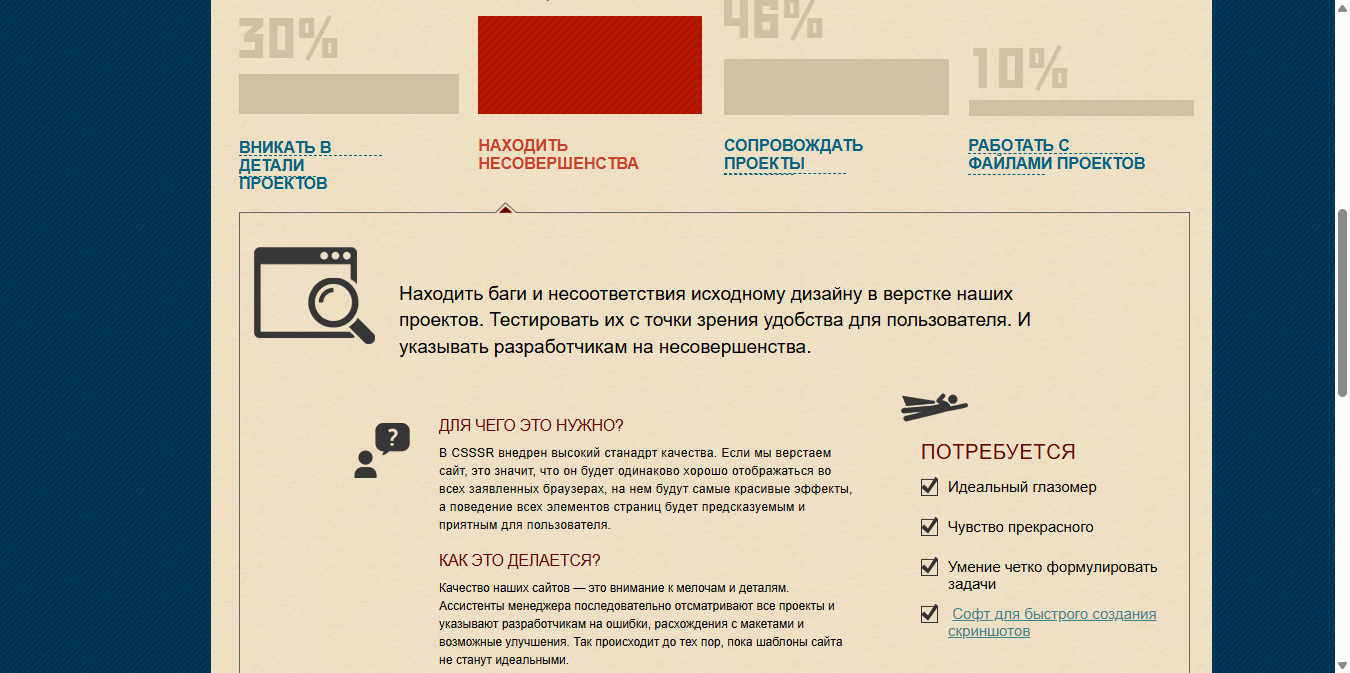 30%
46%
10%
ВНИКАТЬ В
ДЕТАЛИ
ПРОЕКТОВ
НАХОДИТЬ
НЕСОВЕРШЕНСТВА
СОПРОВОЖДАТЬ
ПРОЕКТЫ
РАБОТАТЬ С
ФАЙЛАМИ ПРОЕКТОВ
Находить баги и несоответствия исходному дизайну в верстке наших
проектов. Тестировать их с точки зрения удобства для пользователя. И
указывать разработчикам на несовершенства.
?
ДЛЯ ЧЕГО ЭТО НУЖНО?
В CSSSR внедрен высокий станадрт качества. Если мы верстаем
сайт, это значит, что он будет одинаково хорошо отображаться во
всех заявленных браузерах, на нем будут самые красивые эффекты,
а поведение всех элементов страниц будет предсказуемым и
приятным для пользователя.
КАК ЭТО ДЕЛАЕТСЯ?
Качество наших сайтов — это внимание к мелочам и деталям.
Ассистенты менеджера последовательно отсматривают все проекты и
указывают разработчикам на ошибки, расхождения с макетами и
возможные улучшения. Так происходит до тех пор, пока шаблоны сайта
не станут идеальными.
ПОТРЕБУЕТСЯ
Идеальный глазомер
Чувство прекрасного
Умение четко формулировать
задачи
Софт для быстрого создания
скриншотов